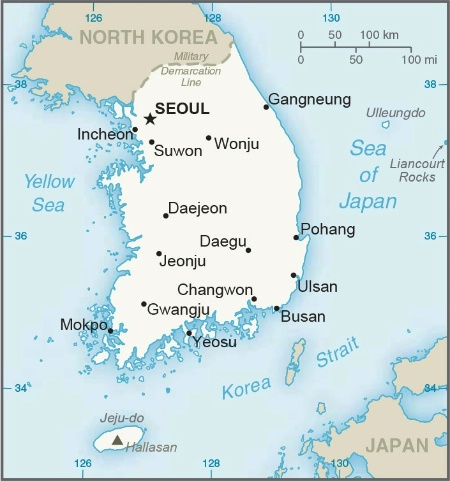 126
128
130
NORTH KOREA
0 50 100 km
0 50 100 mi
Military
Demarcation
Line
38
38
SEOUL
Gangneung
Ulleungdo
Incheon
Suwon
Wonju
Liancourt
Rocks
Sea
of
Japan
Yellow
Sea
Daejeon
36
36
Pohang
Daegu
Jeonju
Ulsan
Changwon
Gwangju
Busan
Mokpo
Yeosu
Korea Strait
34
34
Jeju-do
Hallasan
JAPAN
126
128
130